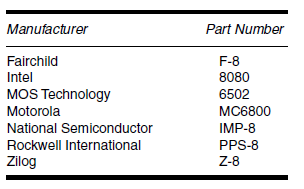 Manufacturer Part Number
Fairchild F-8
Intel 8080
MOS Technology 6502
Motorola MC6800
National Semiconductor IMP-8
Rockwell International PPS-8
Zilog Z-8